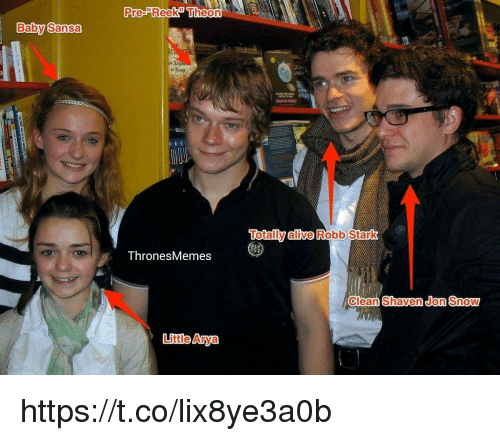 Pre-"Reek" Theon
Baby Sansa
Totally alive Robb Stark
ThronesMemes
Clean Shaven Jon Snow
Little Arya
https://t.co/lix8ye3a0b